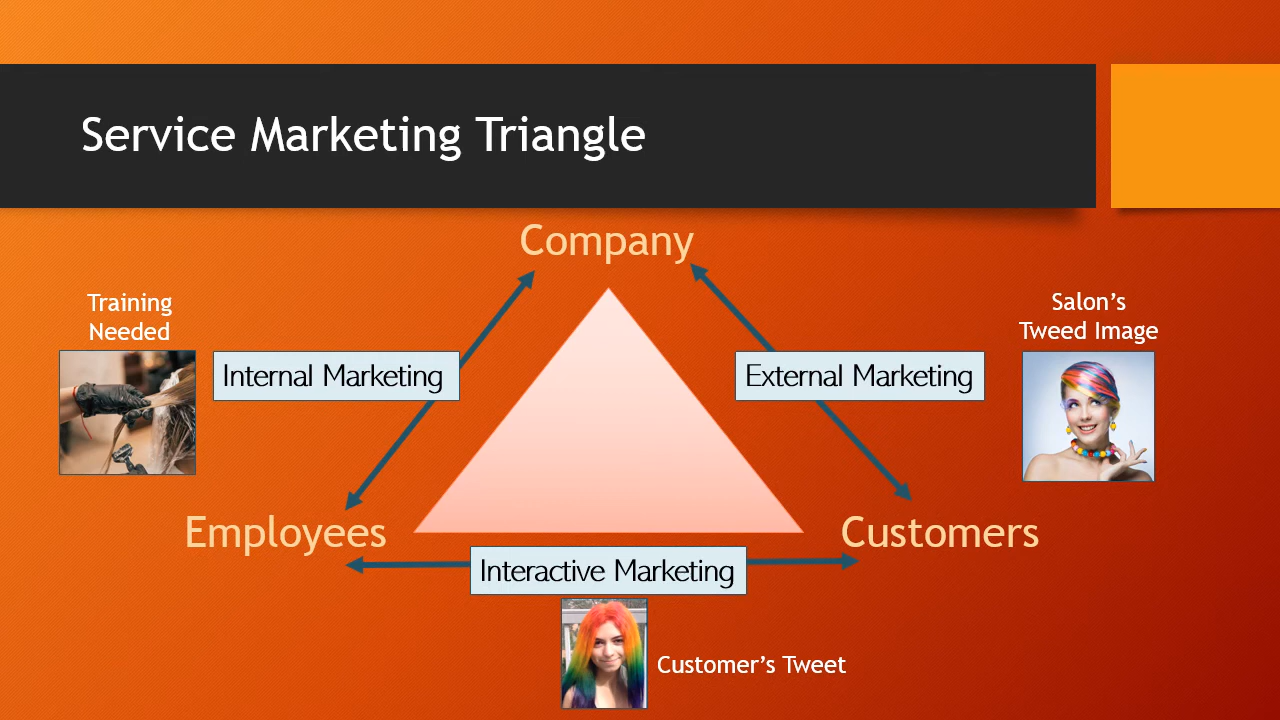 Service Marketing Triangle
Company
Training
Needed
Salon's
Tweed Image
Internal Marketing
External Marketing
Employees
Customers
Interactive Marketing
Customer's Tweet